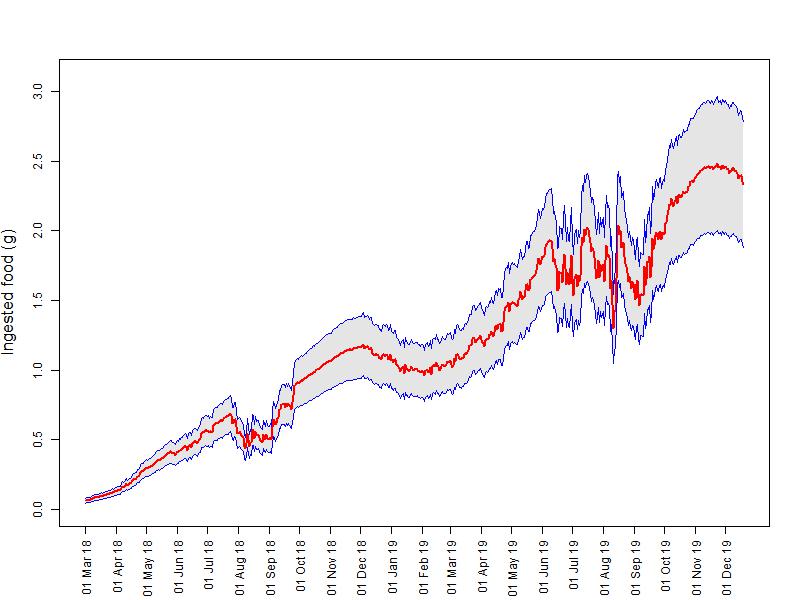 Ingested food (g)
3.0
2.5
2.0
1.5
1.0
0.5
0.0
01 Mar 18
01 Apr 18
01 May 18
01 Jun 18
01 Jul 18
01 Aug 18
01 Sep 18
01 Oct 18
01 Nov 18
01 Dec 18
01 Jan 19
01 Feb 19
01 Mar 19
01 Apr 19
01 May 19
01 Jun 19
01 Jul 19
01 Aug 19
01 Sep 19
01 Oct 19
01 Nov 19
01 Dec 19